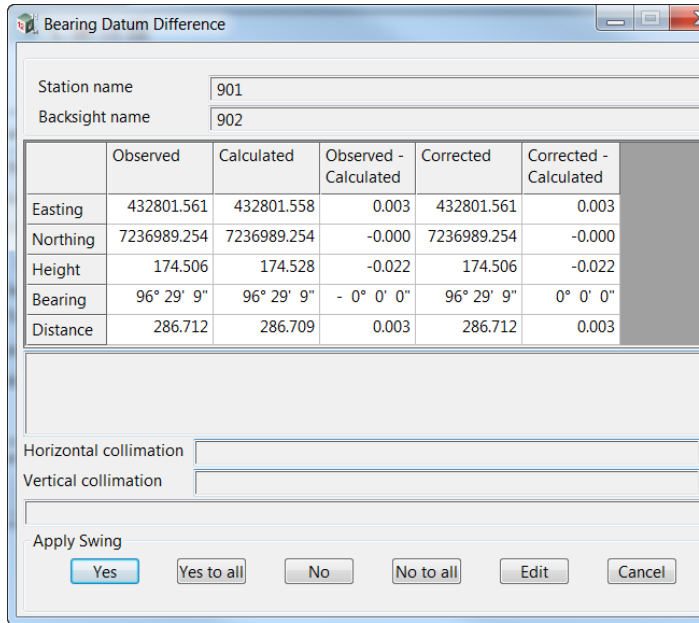 Bearing Datum Difference
Station name 901
Backsight name 902
Observed Calculated Observed - Calculated Corrected Corrected - Calculated
Easting 432801.561 432801.558 0.003 432801.561 0.003
Northing 7236989.254 7236989.254 -0.000 7236989.254 -0.000
Height 174.506 174.528 -0.022 174.506 -0.022
Bearing 96° 29' 9" 96° 29' 9" - 0° 0' 0" 96° 29' 9" 0° 0' 0"
Distance 286.712 286.709 0.003 286.712 0.003
Horizontal collimation
Vertical collimation
Apply Swing
Yes Yes to all No No to all Edit Cancel